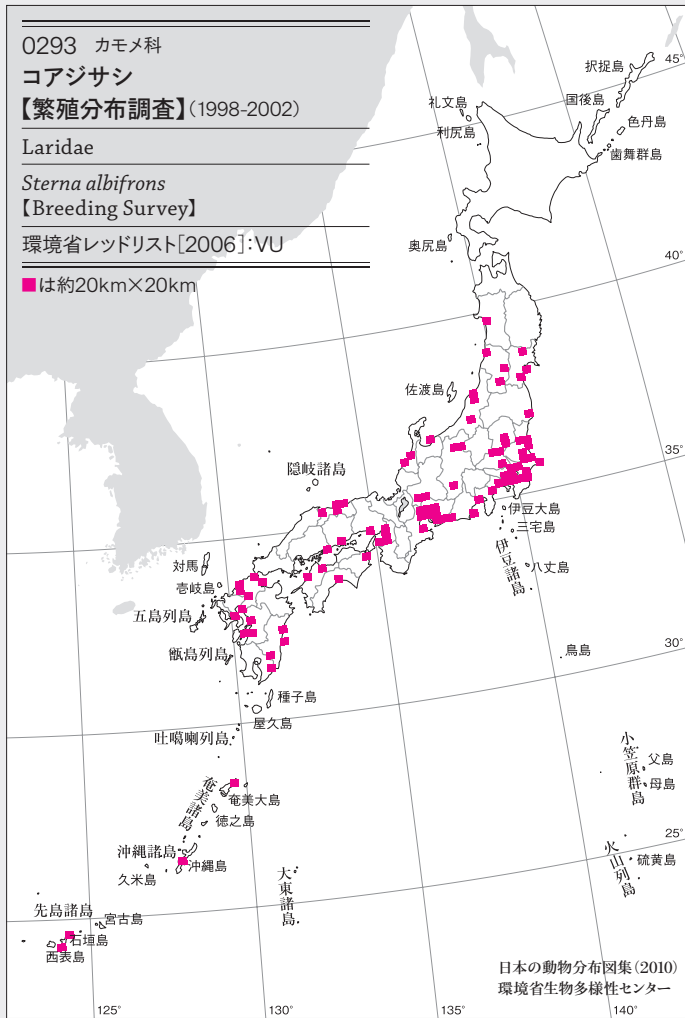 0293 カモメ科
コアジサシ
【繁殖分布調査】(1998-2002)
Laridae
Sterna albifrons
【Breeding Survey】
環境省レッドリスト[2006]:VU
■は約20km×20km
択捉島
45°
国後島
礼文島
色丹島
利尻島
歯舞群島
奥尻島
40°
佐渡島
35°
隠岐諸島
伊豆大島
三宅島
対馬
伊豆諸島
八丈島
壱岐島
五島列島
甑島列島
鳥島
30°
種子島
屋久島
吐噶喇列島
小笠原群島
父島
母島
奄美諸島
奄美大島
徳之島
25°
沖縄諸島
沖縄島
火山列島
硫黄島
久米島
大東諸島
先島諸島
宮古島
石垣島
西表島
日本の動物分布図集(2010)
環境省生物多様性センター
125°
130°
135°
140°